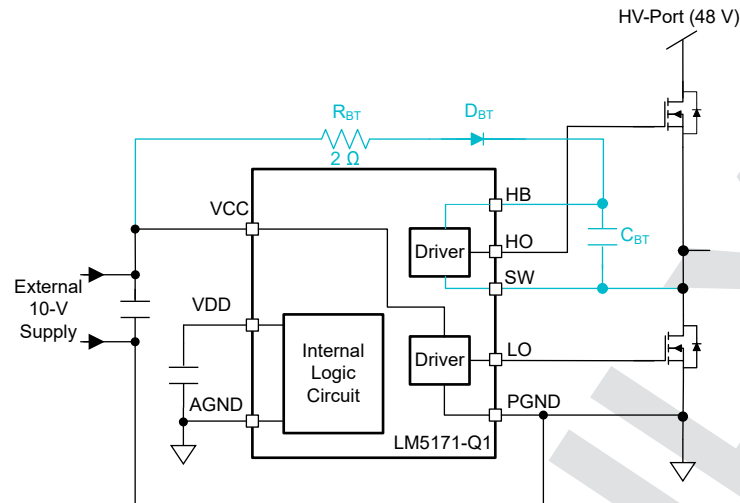 HV-Port (48 V)
RBT
DBT
2 Ω
HB
VCC
HO
CBT
Driver
SW
External
10-V
Supply
VDD
Internal
Logic
Circuit
Driver
LO
AGND
PGND
LM5171-Q1